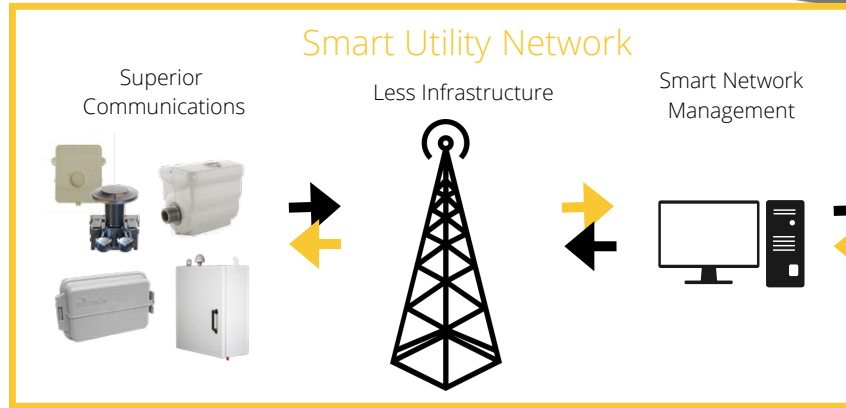 Smart Utility Network
Superior
Communications
Less Infrastructure
Smart Network
Management